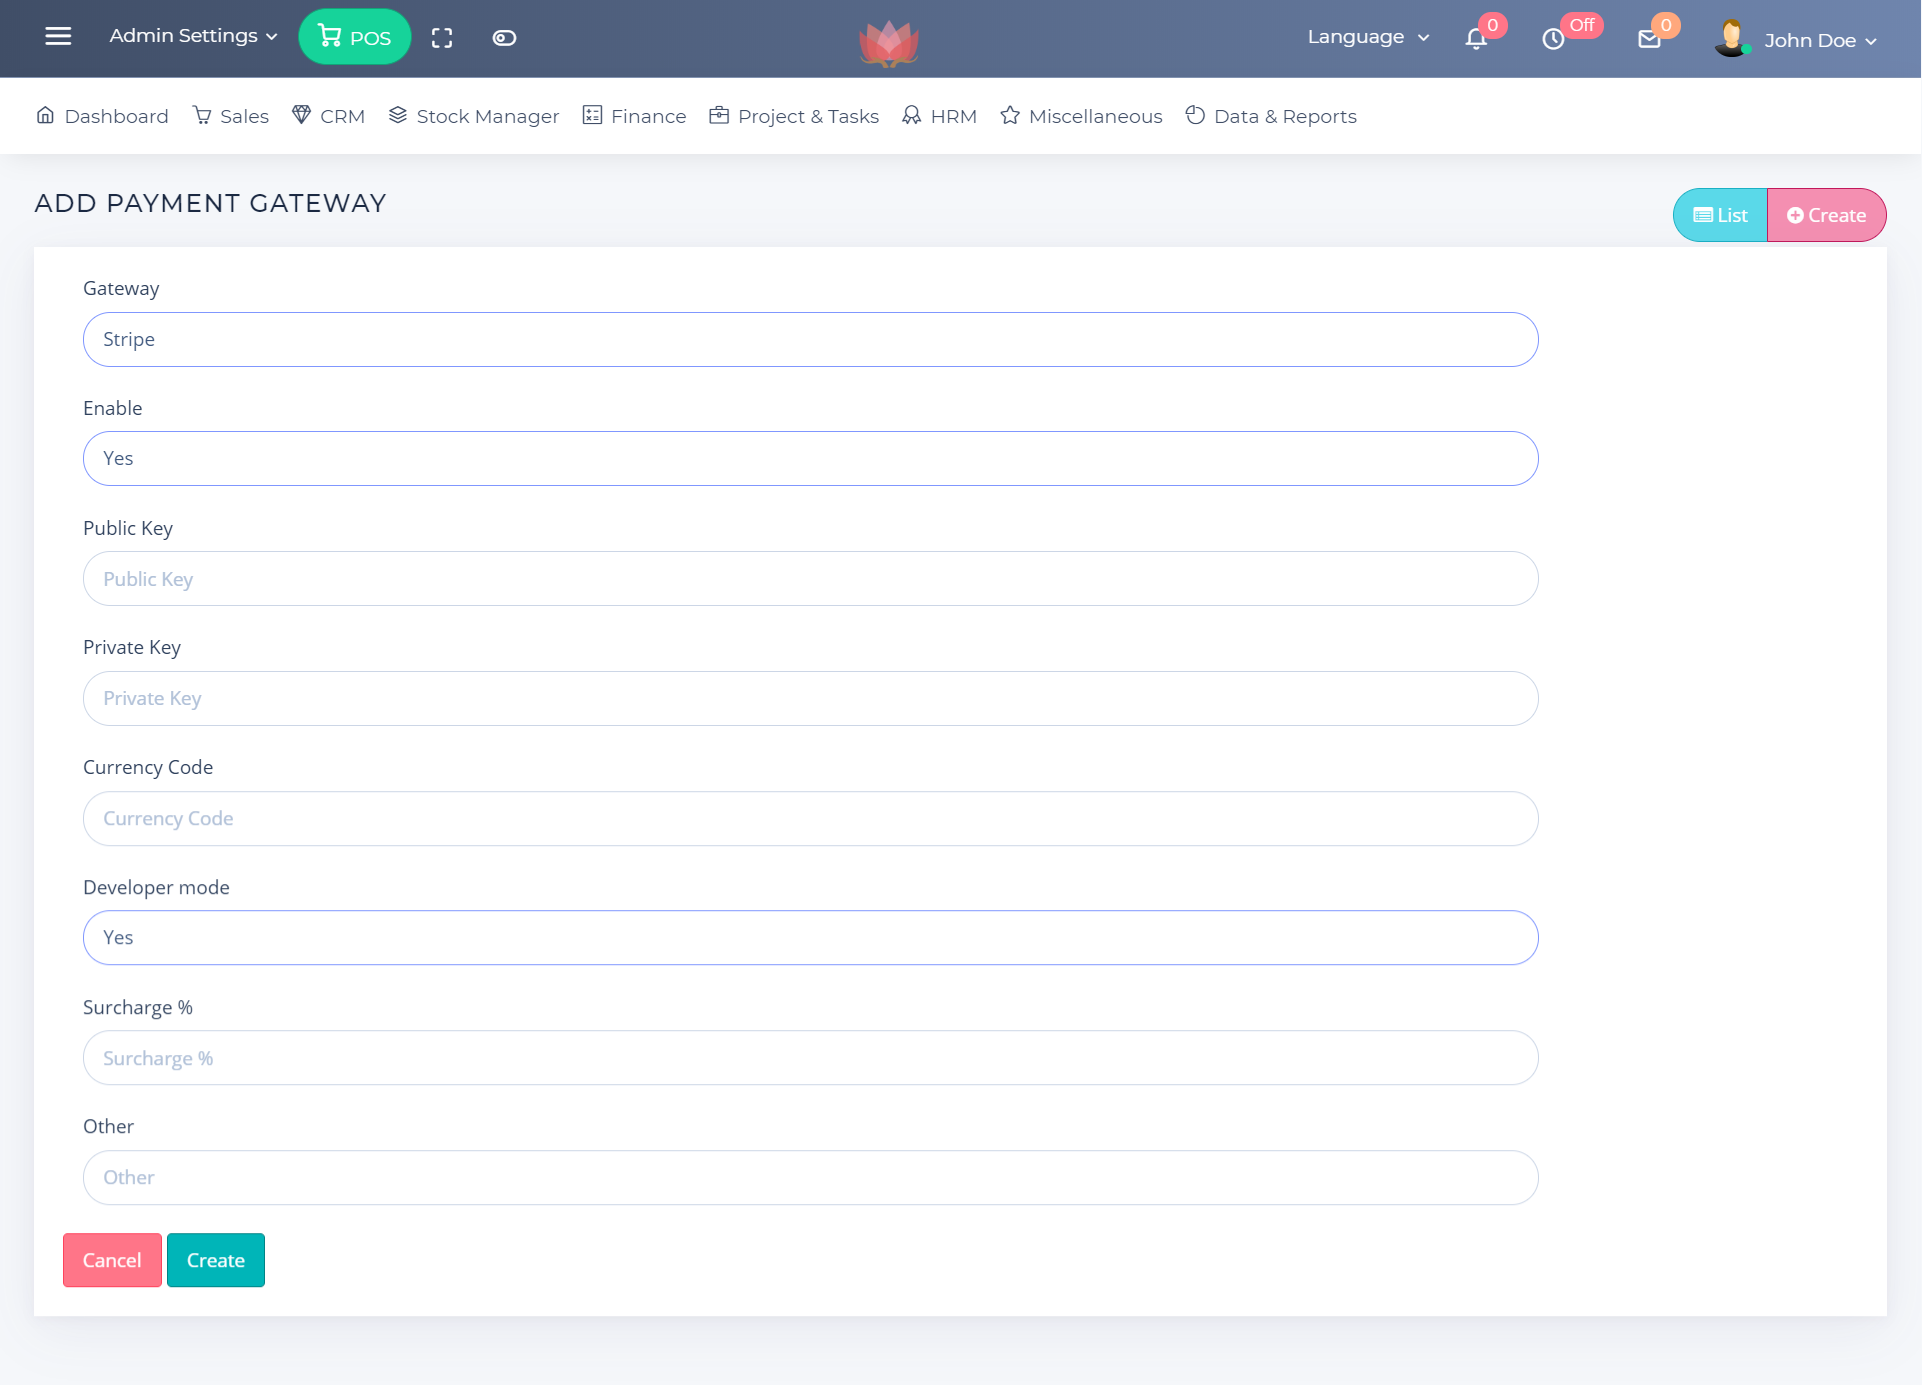 Admin Settings
POS
Language
0
Off
0
John Doe
Dashboard
Sales
CRM
Stock Manager
Finance
Project & Tasks
HRM
Miscellaneous
Data & Reports
ADD PAYMENT GATEWAY
List
Create
Gateway
Stripe
Enable
Yes
Public Key
Public Key
Private Key
Private Key
Currency Code
Currency Code
Developer mode
Yes
Surcharge %
Surcharge %
Other
Other
Cancel
Create